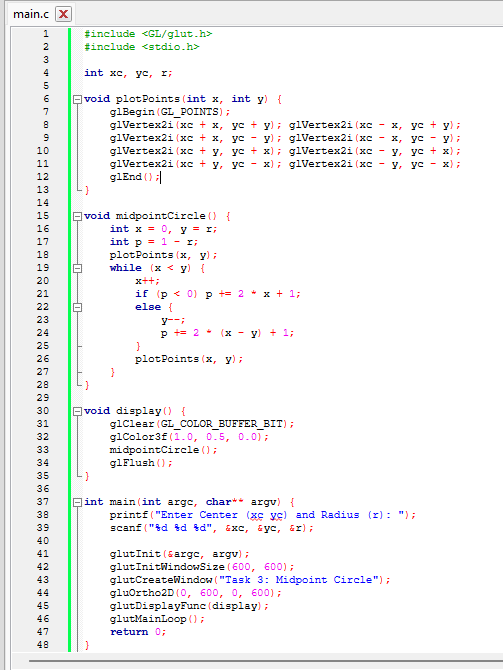 main.c
1 #include <GL/glut.h>
2 #include <stdio.h>
3
4 int xc, yc, r;
5
6 void plotPoints(int x, int y) {
7 glBegin(GL_POINTS);
8 glVertex2i(xc + x, yc + y); glVertex2i(xc - x, yc + y);
9 glVertex2i(xc + x, yc - y); glVertex2i(xc - x, yc - y);
10 glVertex2i(xc + y, yc + x); glVertex2i(xc - y, yc + x);
11 glVertex2i(xc + y, yc - x); glVertex2i(xc - y, yc - x);
12 glEnd();
13 }
14
15 void midpointCircle() {
16 int x = 0, y = r;
17 int p = 1 - r;
18 plotPoints(x, y);
19 while (x < y) {
20 x++;
21 if (p < 0) p += 2 * x + 1;
22 else {
23 y--;
24 p += 2 * (x - y) + 1;
25 }
26 plotPoints(x, y);
27 }
28 }
29
30 void display() {
31 glClear(GL_COLOR_BUFFER_BIT);
32 glColor3f(1.0, 0.5, 0.0);
33 midpointCircle();
34 glFlush();
35 }
36
37 int main(int argc, char** argv) {
38 printf("Enter Center (xc yc) and Radius (r): ");
39 scanf("%d %d %d", &xc, &yc, &r);
40
41 glutInit(&argc, argv);
42 glutInitWindowSize(600, 600);
43 glutCreateWindow("Task 3: Midpoint Circle");
44 gluOrtho2D(0, 600, 0, 600);
45 glutDisplayFunc(display);
46 glutMainLoop();
47 return 0;
48 }